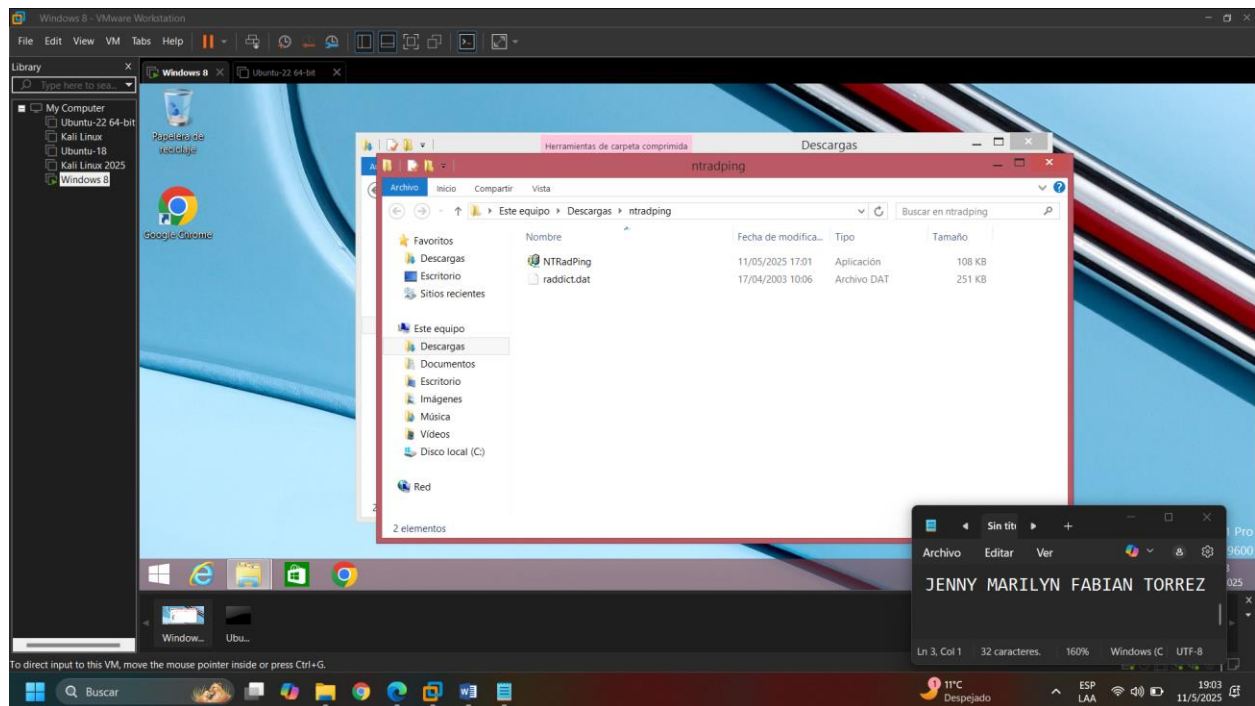 Windows 8 - VMware Workstation
File Edit View VM Tabs Help
Library X
Type here to sea...
My Computer
Ubuntu-22 64-bit
Kali Linux
Ubuntu-18
Kali Linux 2025
Windows 8
Windows 8 X
Ubuntu-22 64-bit X
Papelera de
reciclaje
Google Chrome
Herramientas de carpeta comprimida
Descargas
ntradping
Archivo Inicio Compartir Vista
Este equipo Descargas ntradping
Buscar en ntradping
Favoritos
Descargas
Escritorio
Sitios recientes
Este equipo
Descargas
Documentos
Escritorio
Imágenes
Música
Vídeos
Disco local (C:)
Red
Nombre Fecha de modifica... Tipo Tamaño
NTRadPing 11/05/2025 17:01 Aplicación 108 KB
raddict.dat 17/04/2003 10:06 Archivo DAT 251 KB
2 elementos
Pro
9600
025
Sin títu
Archivo Editar Ver
JENNY MARILYN FABIAN TORREZ
Ln 3, Col 1 32 caracteres. 160% Windows (C UTF-8
Window... Ubu...
To direct input to this VM, move the mouse pointer inside or press Ctrl+G.
Buscar
1
11°C
Despejado
ESP
LAA
19:03
11/5/2025